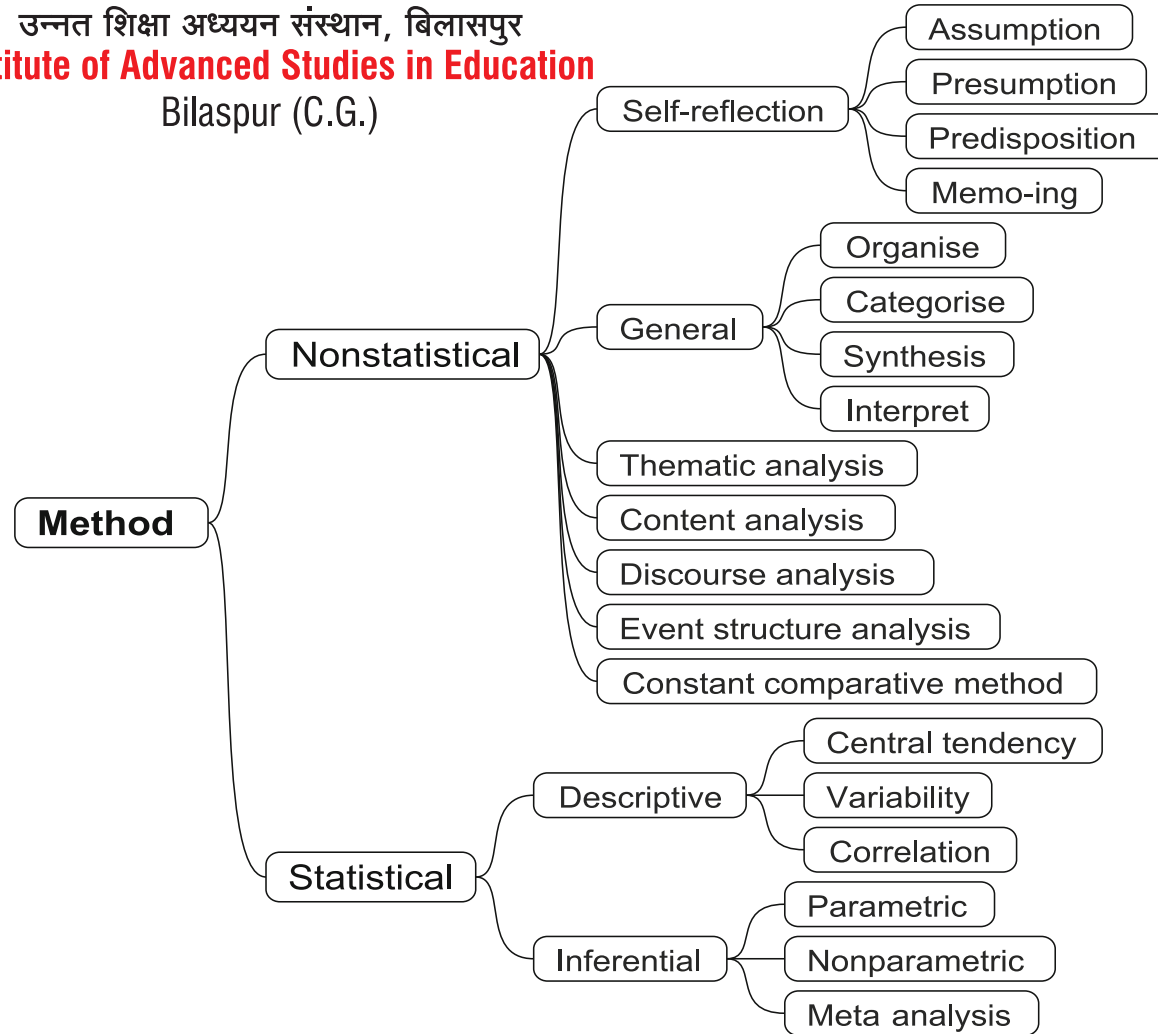 उन्नत शिक्षा अध्ययन संस्थान, बिलासपुर
titute of Advanced Studies in Education
Bilaspur (C.G.)
Method
Nonstatistical
Self-reflection
Assumption
Presumption
Predisposition
Memo-ing
General
Organise
Categorise
Synthesis
Interpret
Thematic analysis
Content analysis
Discourse analysis
Event structure analysis
Constant comparative method
Statistical
Descriptive
Central tendency
Variability
Correlation
Inferential
Parametric
Nonparametric
Meta analysis